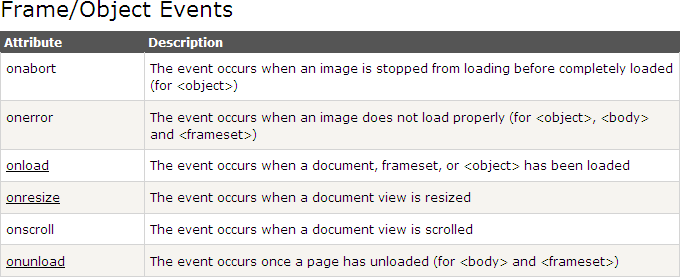 Frame/Object Events
Attribute Description
onabort The event occurs when an image is stopped from loading before completely loaded
(for <object>)
onerror The event occurs when an image does not load properly (for <object>, <body>
and <frameset>)
onload The event occurs when a document, frameset, or <object> has been loaded
onresize The event occurs when a document view is resized
onscroll The event occurs when a document view is scrolled
onunload The event occurs once a page has unloaded (for <body> and <frameset>)